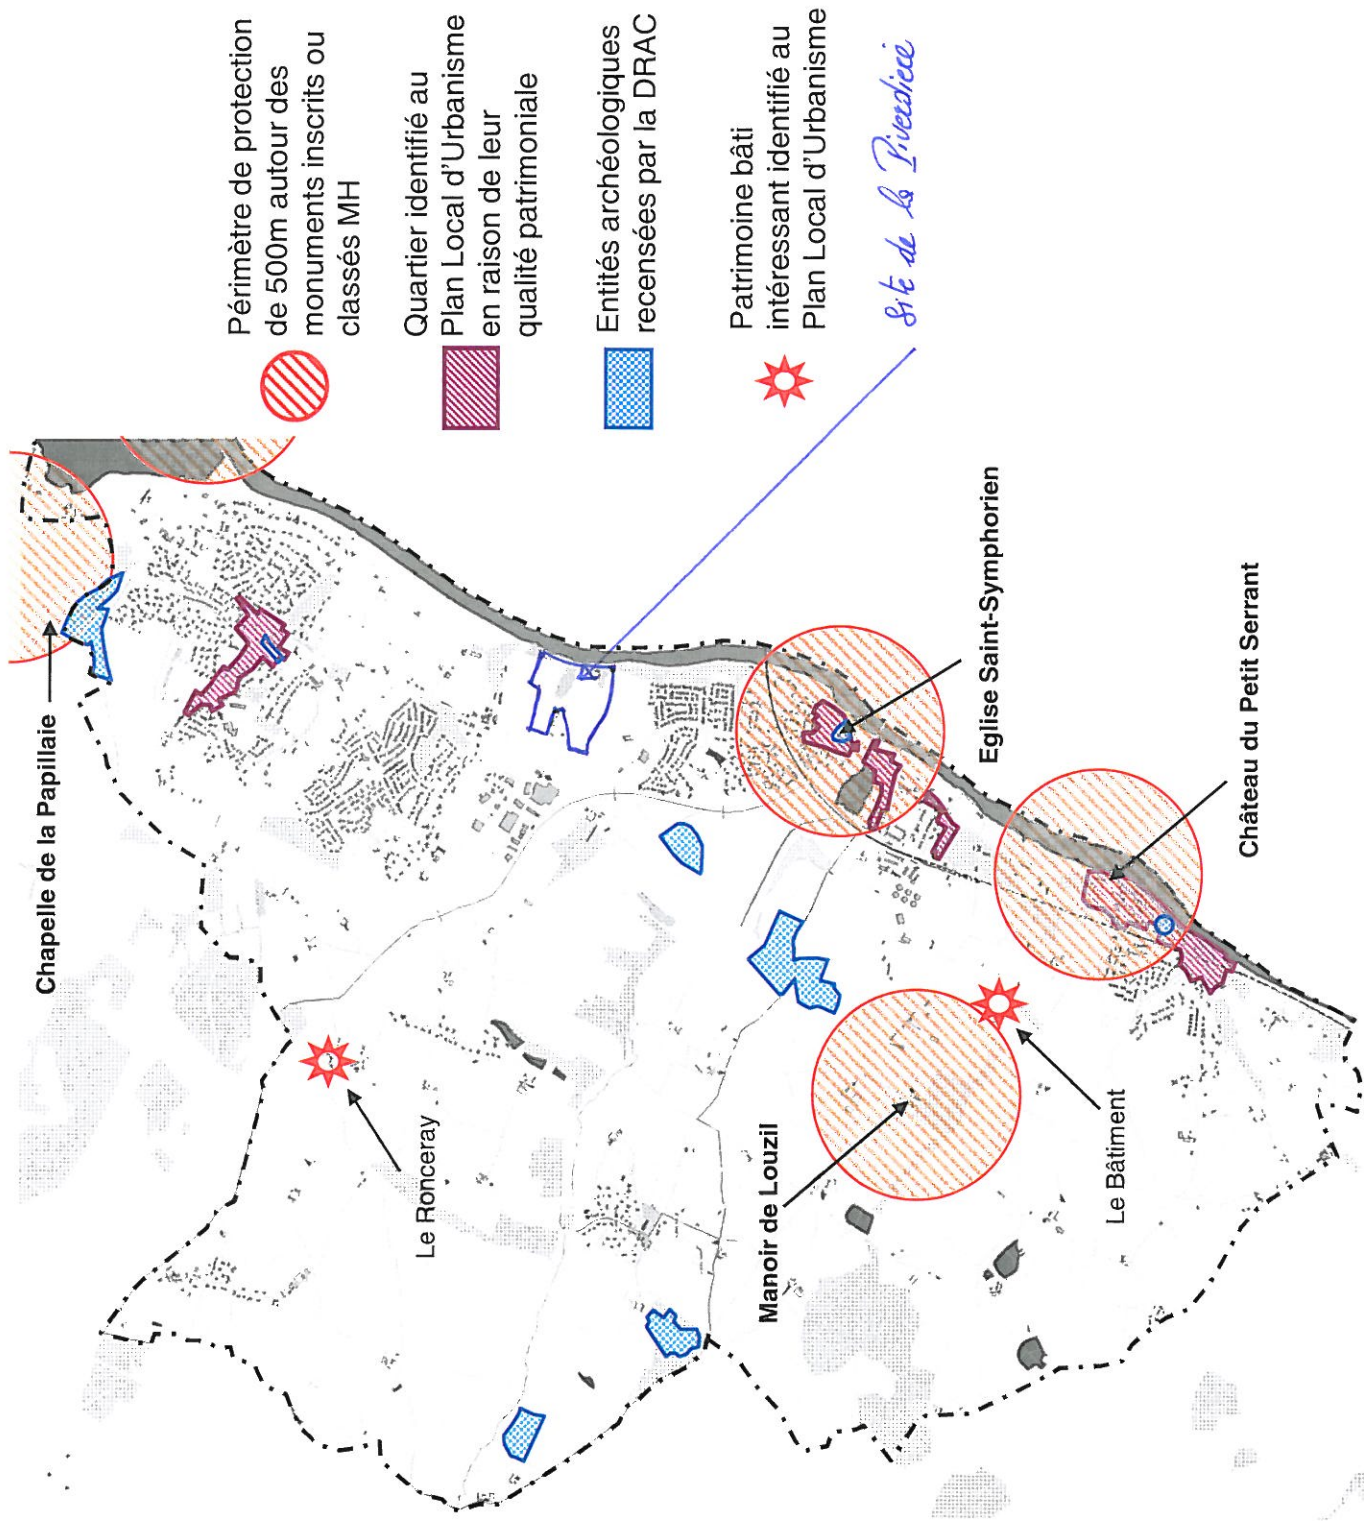 Périmètre de protection
de 500m autour des
monuments inscrits ou
classés MH
Quartier identifié au
Plan Local d'Urbanisme
en raison de leur
qualité patrimoniale
Entités archéologiques
recensées par la DRAC
Patrimoine bâti
intéressant identifié au
Plan Local d'Urbanisme
Site de la Piverdière
Chapelle de la Papillaie
Eglise Saint-Symphorien
Château du Petit Serrant
Le Ronceray
Manoir de Louzil
Le Bâtiment